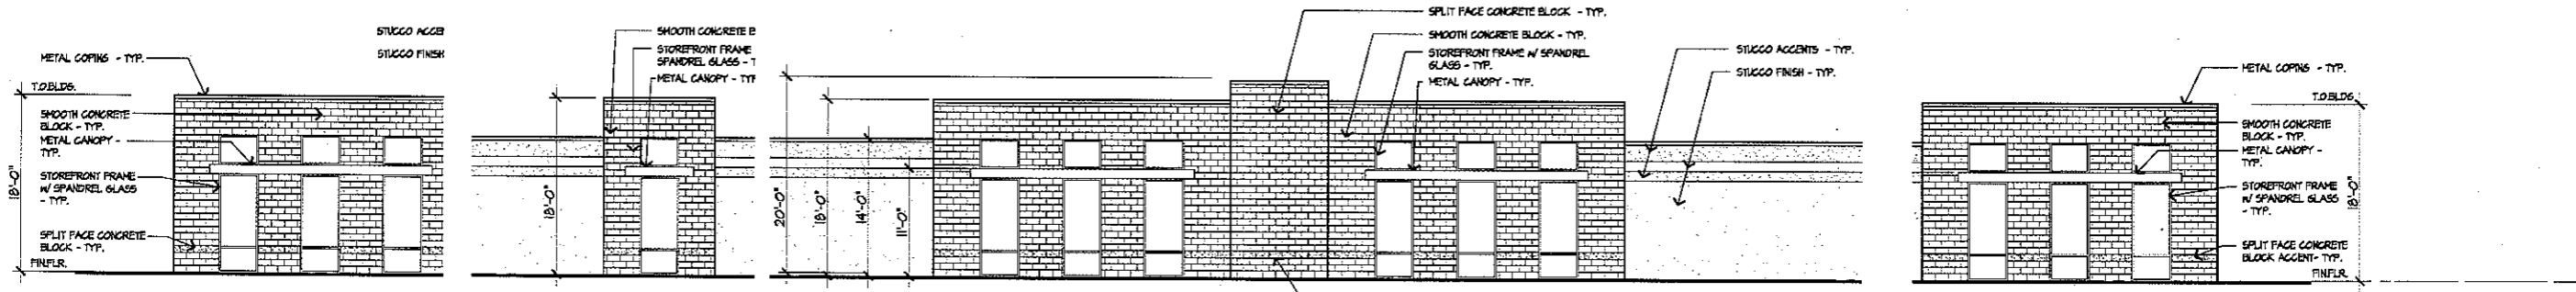 STUCCO ACCE
STUCCO FINISH
METAL COPING - TYP.
T.O.BLDG.
SMOOTH CONCRETE
BLOCK - TYP.
METAL CANOPY -
TYP.
18'-0"
STOREFRONT FRAME
W/ SPANDREL GLASS
- TYP.
SPLIT FACE CONCRETE
BLOCK - TYP.
FIN.FLR.
SMOOTH CONCRETE B
STOREFRONT FRAME
SPANDREL GLASS - T
METAL CANOPY - TYP
18'-0"
20'-0"
18'-0"
14'-0"
11'-0"
SPLIT FACE CONCRETE BLOCK - TYP.
SMOOTH CONCRETE BLOCK - TYP.
STOREFRONT FRAME W/ SPANDREL
GLASS - TYP.
METAL CANOPY - TYP.
STUCCO ACCENTS - TYP.
STUCCO FINISH - TYP.
METAL COPING - TYP.
T.O.BLDG.
SMOOTH CONCRETE
BLOCK - TYP.
METAL CANOPY -
TYP.
STOREFRONT FRAME
W/ SPANDREL GLASS
- TYP.
18'-0"
SPLIT FACE CONCRETE
BLOCK ACCENT- TYP.
FIN.FLR.